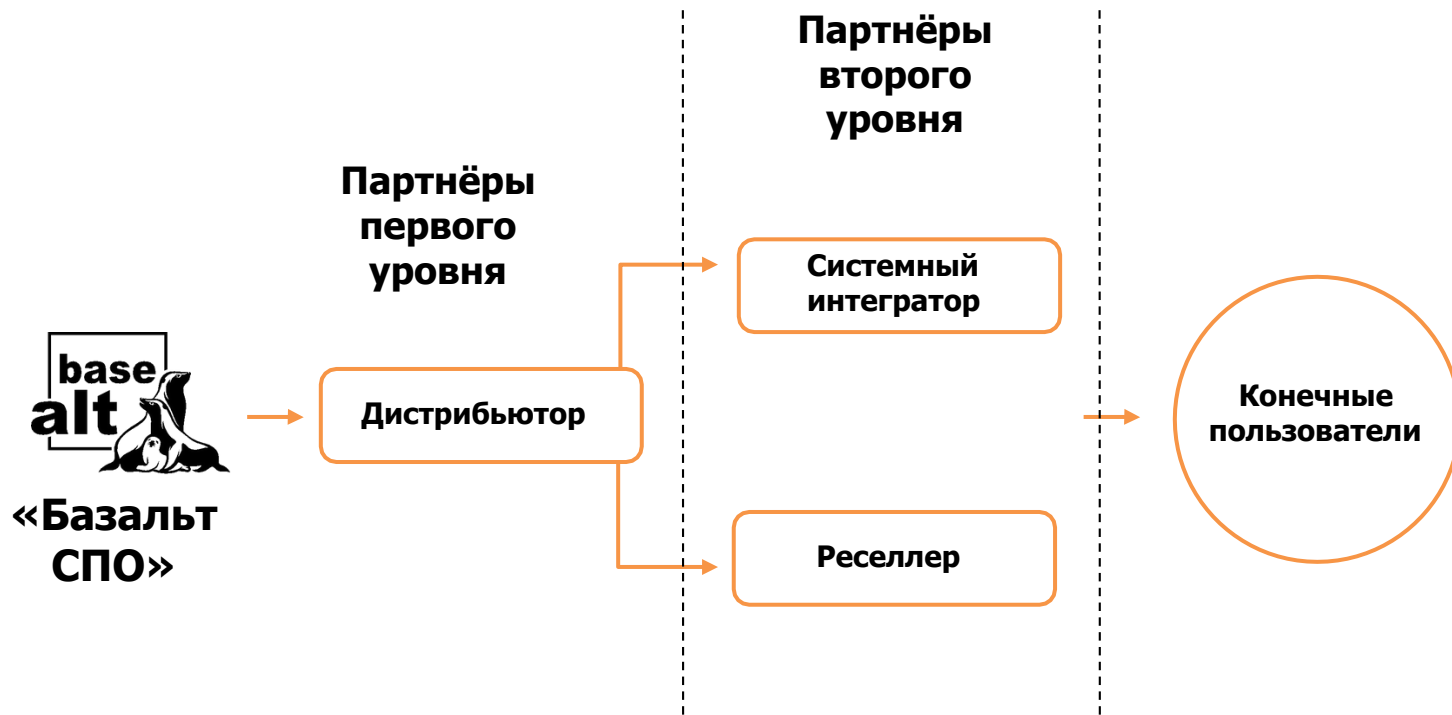 Партнёры
второго
уровня
Партнёры
первого
уровня
Системный
интегратор
base
alt
Дистрибьютор
Конечные
пользователи
«Базальт
СПО»
Реселлер